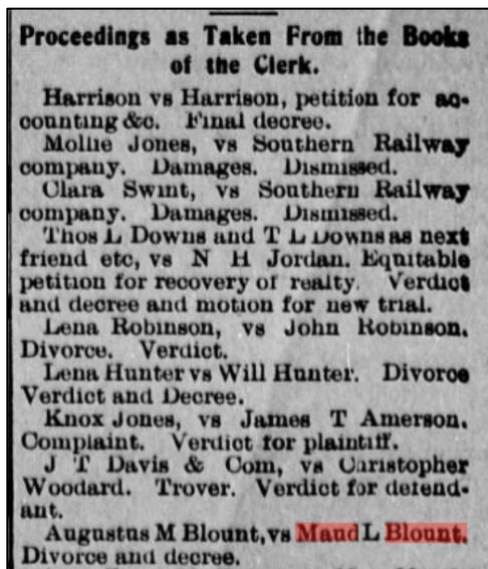 Proceedings as Taken From the Books
of the Clerk.
Harrison vs Harrison, petition for ac-
counting &c. Final decree.
Mollie Jones, vs Southern Railway
company. Damages. Dismissed.
Clara Swint, vs Southern Railway
company. Damages. Dismissed.
Thos L Downs and T L Downs as next
friend etc, vs N H Jordan. Equitable
petition for recovery of realty. Verdict
and decree and motion for new trial.
Lena Robinson, vs John Robinson.
Divorce. Verdict.
Lena Hunter vs Will Hunter. Divorce
Verdict and Decree.
Knox Jones, vs James T Amerson.
Complaint. Verdict for plaintiff.
J T Davis & Com, vs Christopher
Woodard. Trover. Verdict for defend-
ant.
Augustus M Blount, vs Maud L Blount.
Divorce and decree.